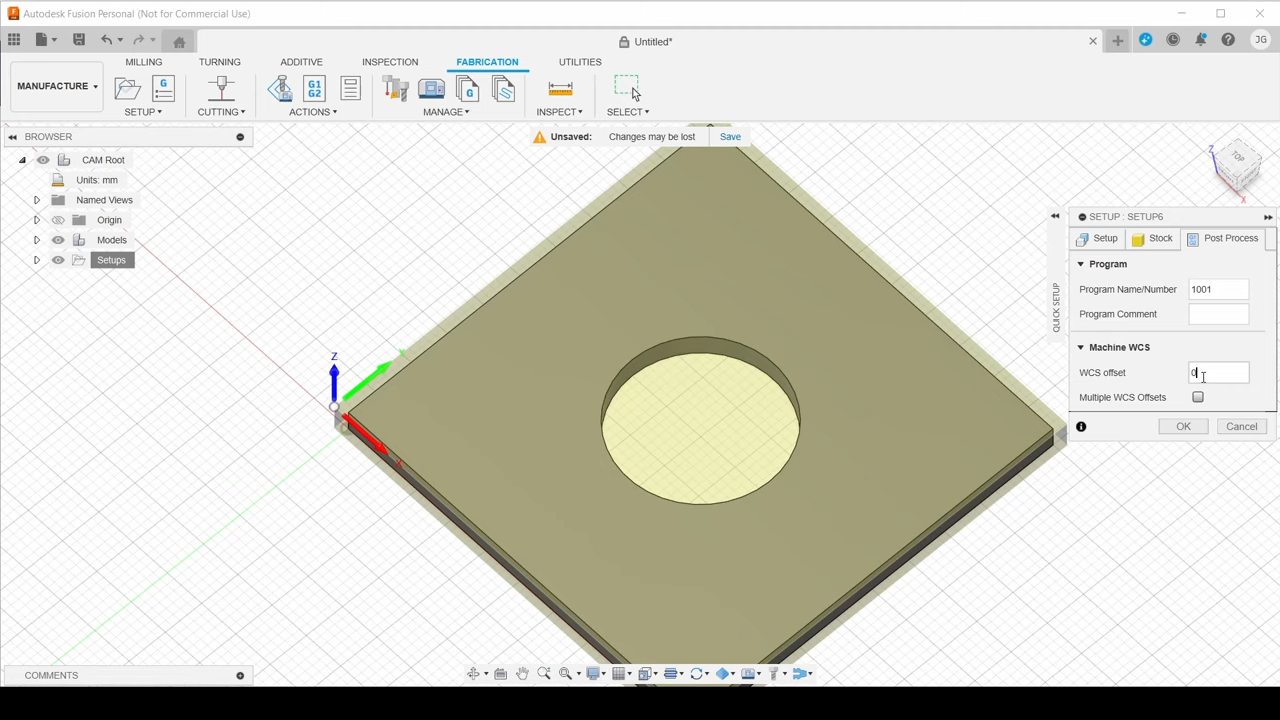 Autodesk Fusion Personal (Not for Commercial Use)
Untitled*
JG
MANUFACTURE
MILLING TURNING ADDITIVE INSPECTION FABRICATION UTILITIES
G
G1
G2
G
SETUP CUTTING ACTIONS MANAGE INSPECT SELECT
BROWSER
Unsaved: Changes may be lost Save
CAM Root
Units: mm
Named Views
Origin
Models
Setups
Z
TOP
X
Z
X
QUICK SETUP
SETUP : SETUP6
Setup Stock Post Process
Program
Program Name/Number 1001
Program Comment
Machine WCS
WCS offset 0
Multiple WCS Offsets
OK Cancel
COMMENTS